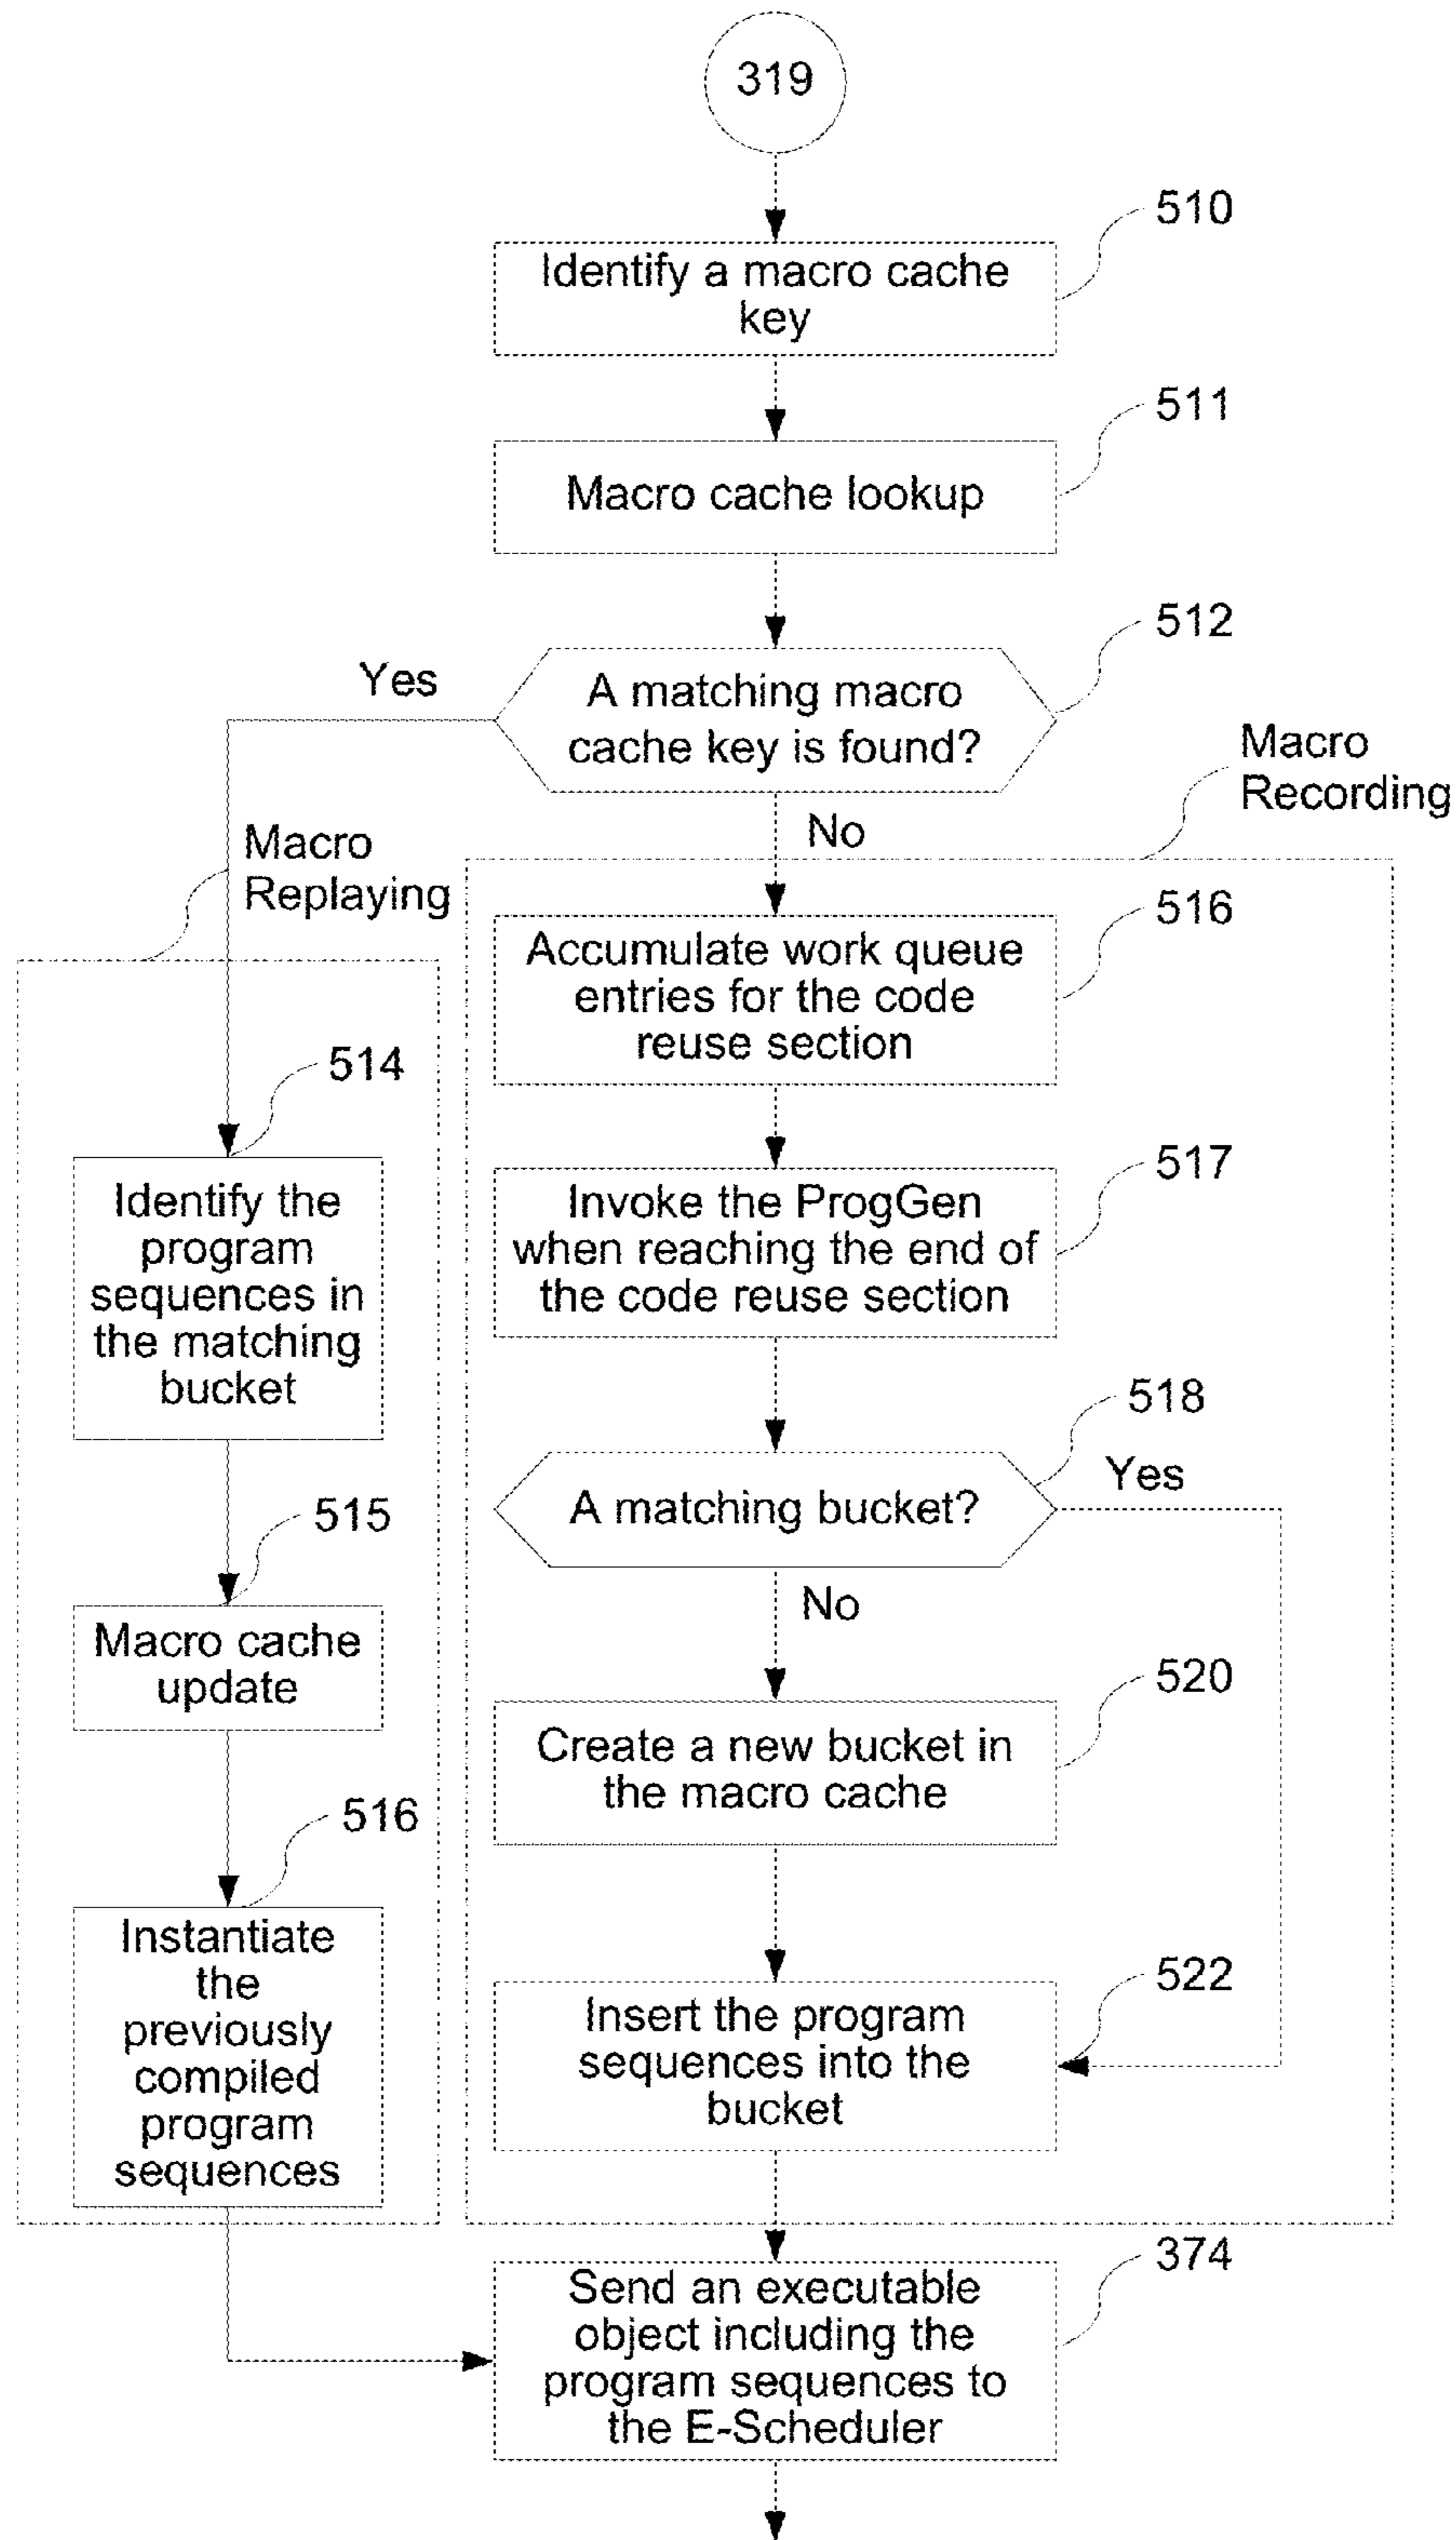 319
510
Identify a macro cache
key
511
Macro cache lookup
512
Yes
A matching macro
cache key is found?
Macro
Recording
No
Macro
Replaying
516
Accumulate work queue
entries for the code
reuse section
514
Identify the
program
sequences in
the matching
bucket
517
Invoke the ProgGen
when reaching the end of
the code reuse section
518
Yes
A matching bucket?
No
515
Macro cache
update
520
Create a new bucket in
the macro cache
516
Instantiate
the
previously
compiled
program
sequences
522
Insert the program
sequences into the
bucket
374
Send an executable
object including the
program sequences to
the E-Scheduler